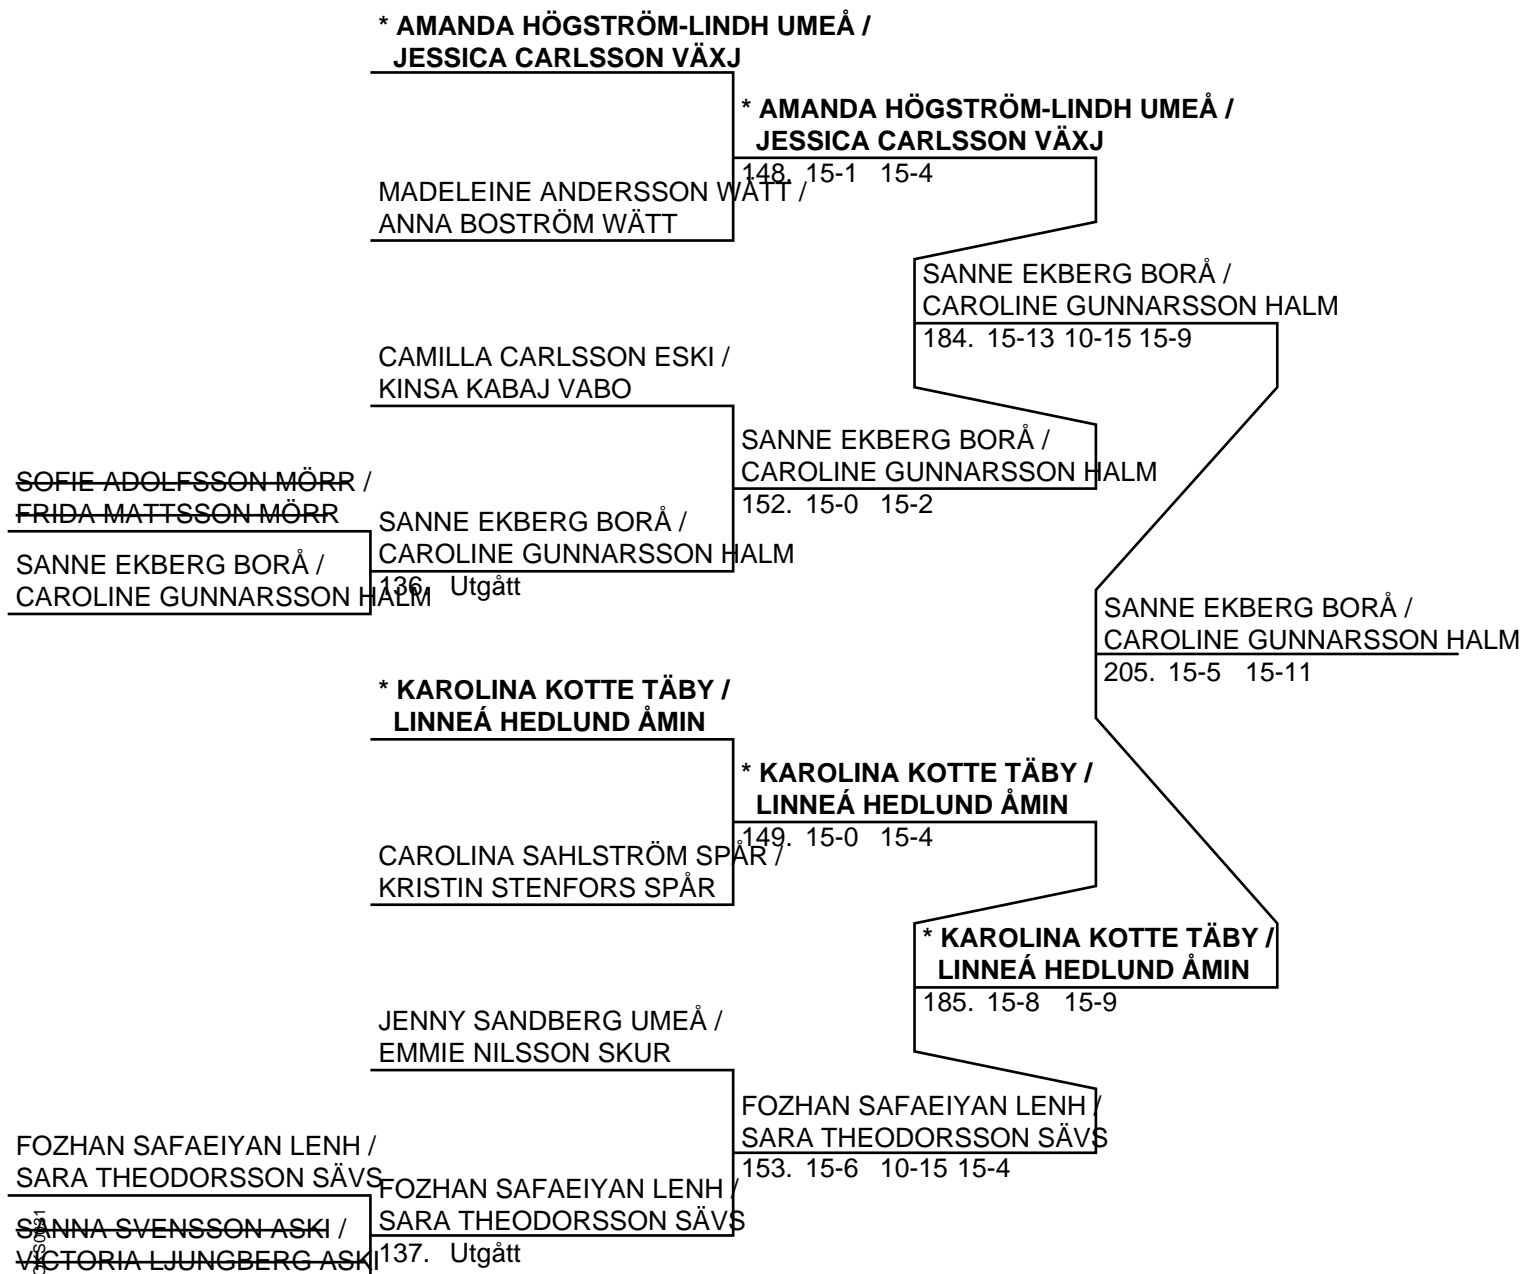 * AMANDA HÖGSTRÖM-LINDH UMEÅ /
JESSICA CARLSSON VÄXJ
* AMANDA HÖGSTRÖM-LINDH UMEÅ /
JESSICA CARLSSON VÄXJ
148. 15-1 15-4
MADELEINE ANDERSSON WÄTT /
ANNA BOSTRÖM WÄTT
SANNE EKBERG BORÅ /
CAROLINE GUNNARSSON HALM
184. 15-13 10-15 15-9
CAMILLA CARLSSON ESKI /
KINSA KABAJ VABO
SANNE EKBERG BORÅ /
CAROLINE GUNNARSSON HALM
152. 15-0 15-2
SOFIE ADOLFSSON MÖRR /
FRIDA MATTSSON MÖRR
SANNE EKBERG BORÅ /
CAROLINE GUNNARSSON HALM
136. Utgått
SANNE EKBERG BORÅ /
CAROLINE GUNNARSSON HALM
SANNE EKBERG BORÅ /
CAROLINE GUNNARSSON HALM
205. 15-5 15-11
* KAROLINA KOTTE TÄBY /
LINNEÁ HEDLUND ÅMIN
* KAROLINA KOTTE TÄBY /
LINNEÁ HEDLUND ÅMIN
149. 15-0 15-4
CAROLINA SAHLSTRÖM SPÅR /
KRISTIN STENFORS SPÅR
* KAROLINA KOTTE TÄBY /
LINNEÁ HEDLUND ÅMIN
185. 15-8 15-9
JENNY SANDBERG UMEÅ /
EMMIE NILSSON SKUR
FOZHAN SAFAEIYAN LENH /
SARA THEODORSSON SÄVS
153. 15-6 10-15 15-4
FOZHAN SAFAEIYAN LENH /
SARA THEODORSSON SÄVS
FOZHAN SAFAEIYAN LENH /
SARA THEODORSSON SÄVS
137. Utgått
SANNA SVENSSON ASKI /
VICTORIA LJUNGBERG ASKI